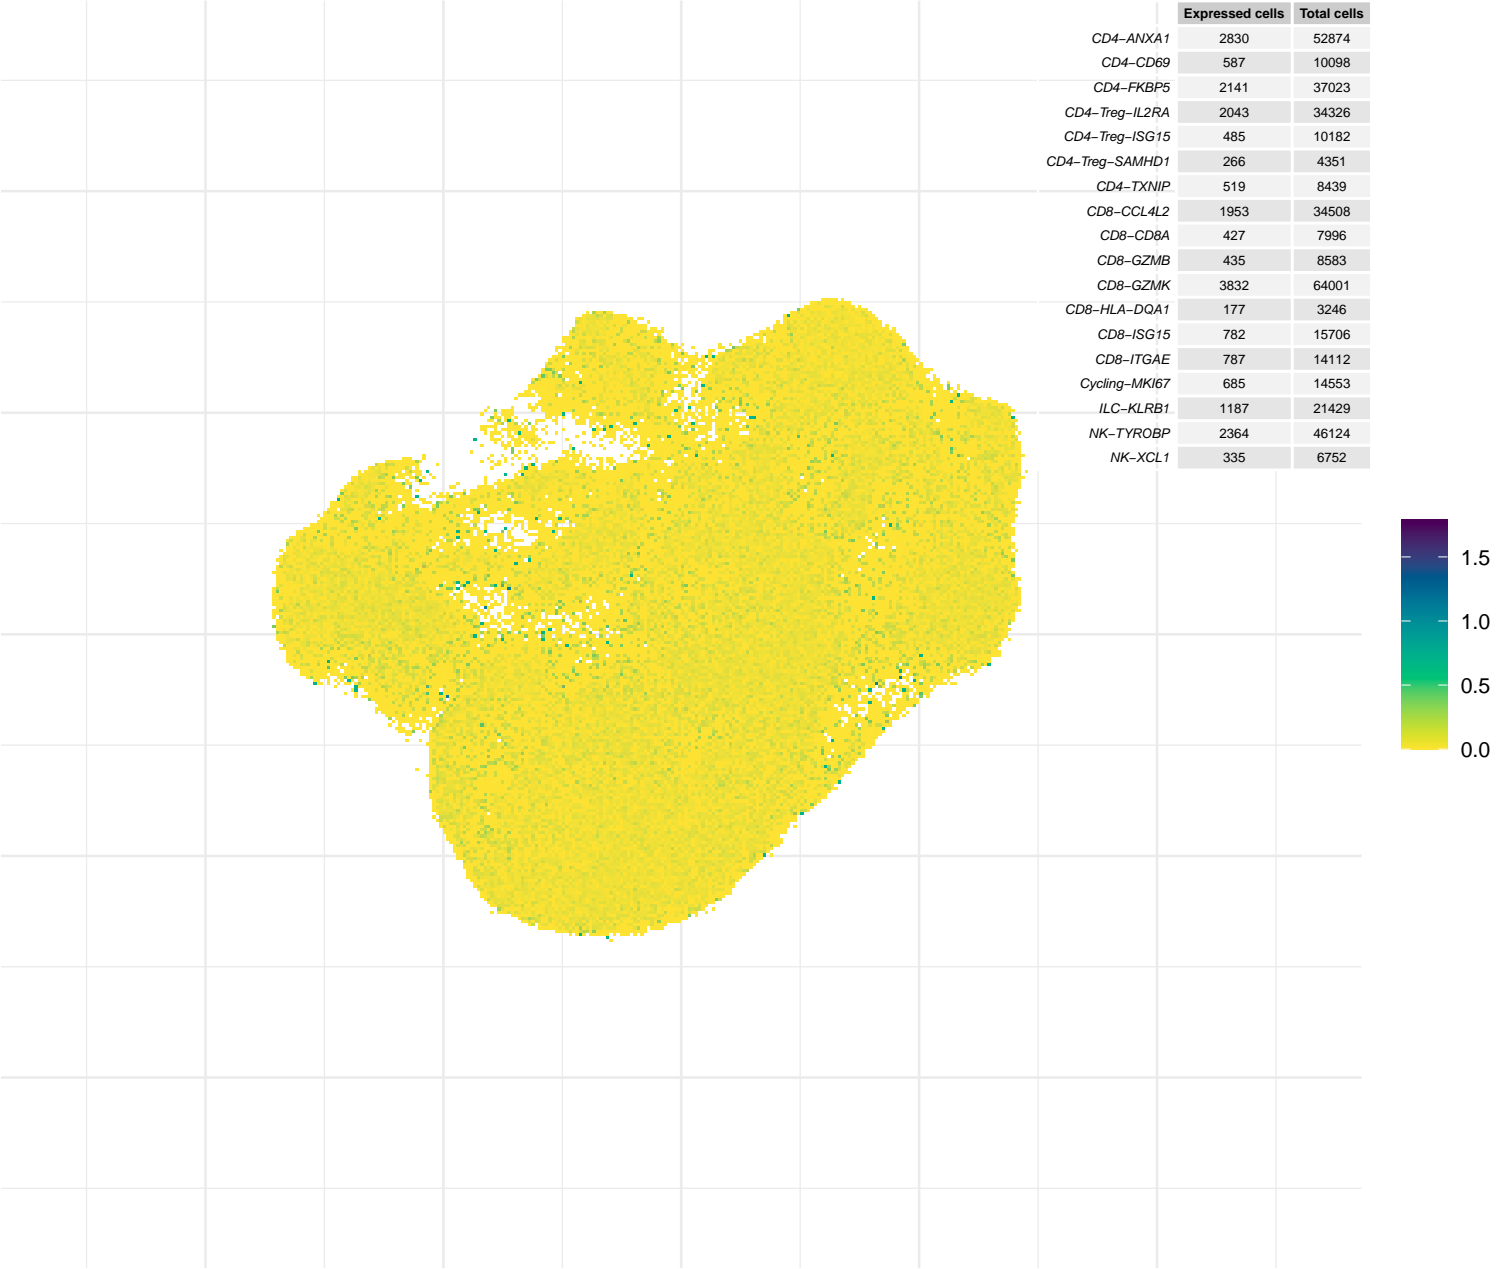 Expressed cells Total cells
CD4−ANXA1 2830 52874
CD4−CD69 587 10098
CD4−FKBP5 2141 37023
CD4−Treg−IL2RA 2043 34326
CD4−Treg−ISG15 485 10182
CD4−Treg−SAMHD1 266 4351
CD4−TXNIP 519 8439
CD8−CCL4L2 1953 34508
CD8−CD8A 427 7996
CD8−GZMB 435 8583
CD8−GZMK 3832 64001
CD8−HLA−DQA1 177 3246
CD8−ISG15 782 15706
CD8−ITGAE 787 14112
Cycling−MKI67 685 14553
ILC−KLRB1 1187 21429
NK−TYROBP 2364 46124
NK−XCL1 335 6752
1.5
1.0
0.5
0.0